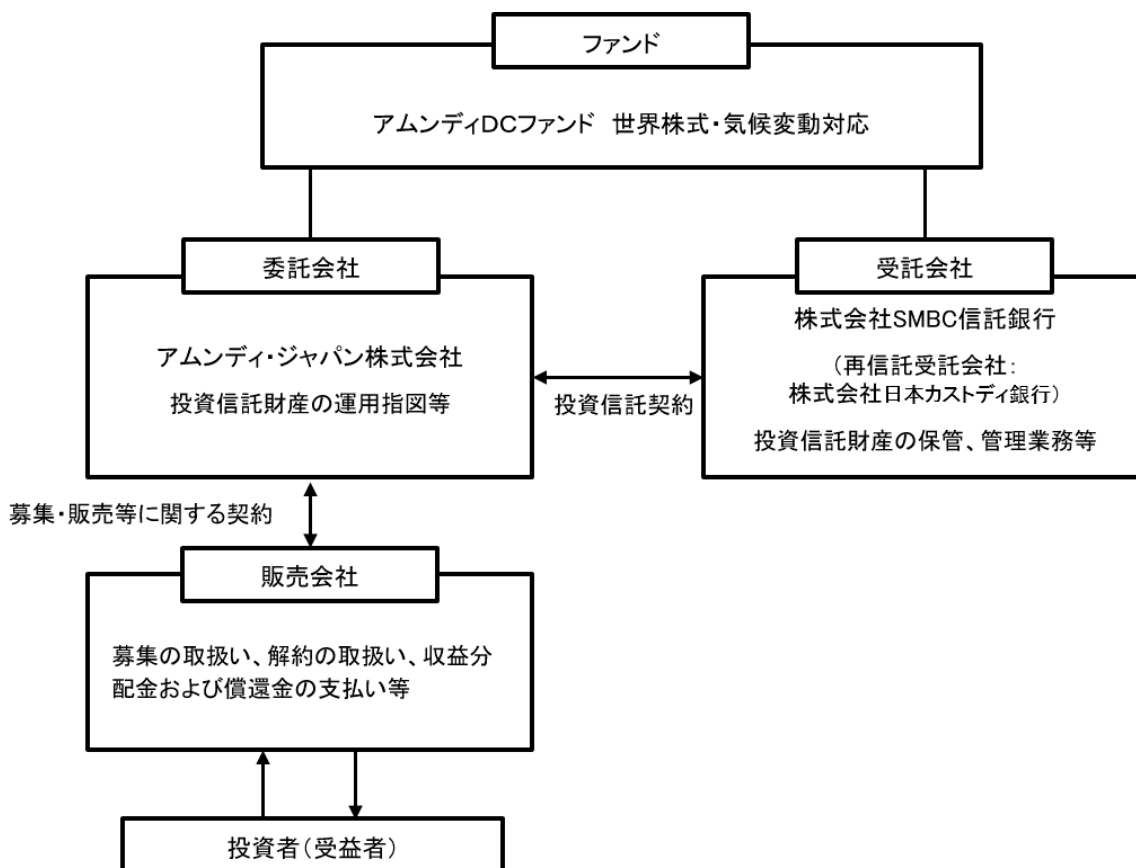 ファンド
アムンディDCファンド 世界株式・気候変動対応
委託会社
アムンディ・ジャパン株式会社
投資信託財産の運用指図等
投資信託契約
受託会社
株式会社SMBC信託銀行
（再信託受託会社：
株式会社日本カストディ銀行）
投資信託財産の保管、管理業務等
募集・販売等に関する契約
販売会社
募集の取扱い、解約の取扱い、収益分
配金および償還金の支払い等
投資者（受益者）